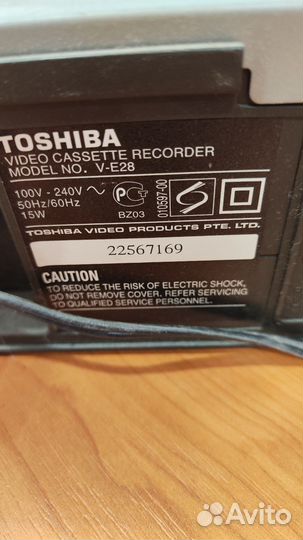 TOSHIBA
VIDEO CASSETTE RECORDER
MODEL NO. V-E28
100V - 240V ~
50Hz/60Hz
15W
BZ03
010597-00
TOSHIBA VIDEO PRODUCTS PTE. LTD.
22567169
CAUTION
TO REDUCE THE RISK OF ELECTRIC SHOCK,
DO NOT REMOVE COVER. REFER SERVICING
TO QUALIFIED SERVICE PERSONNEL.
Avito